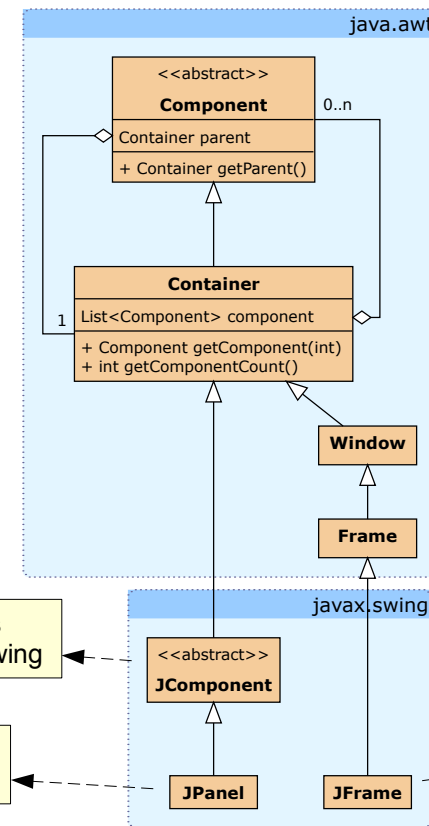 java.awt
<<abstract>>
Component
0..n
Container parent
+ Container getParent()
Container
1
List<Component> component
+ Component getComponent(int)
+ int getComponentCount()
Window
Frame
javax.swing
<<abstract>>
JComponent
JPanel
JFrame